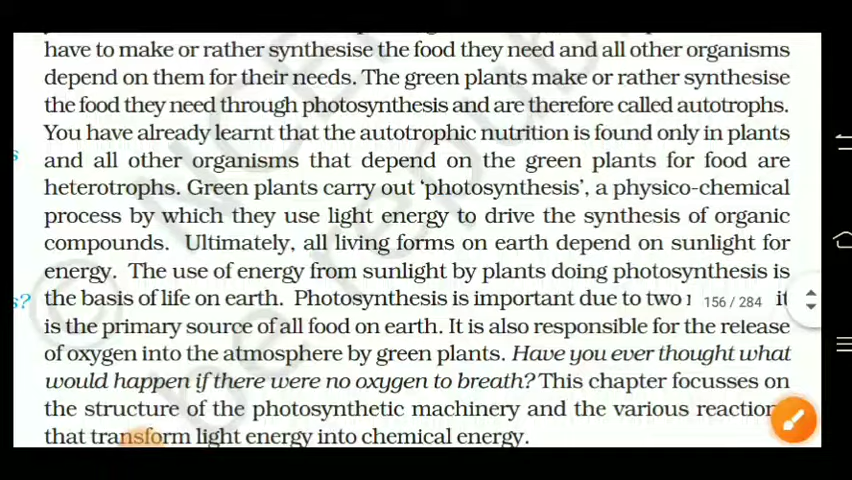 have to make or rather synthesise the food they need and all other organisms
depend on them for their needs. The green plants make or rather synthesise
the food they need through photosynthesis and are therefore called autotrophs.
You have already learnt that the autotrophic nutrition is found only in plants
s and all other organisms that depend on the green plants for food are
heterotrophs. Green plants carry out ‘photosynthesis’, a physico-chemical
process by which they use light energy to drive the synthesis of organic
compounds. Ultimately, all living forms on earth depend on sunlight for
energy. The use of energy from sunlight by plants doing photosynthesis is
s? the basis of life on earth. Photosynthesis is important due to two 156 / 284 it
is the primary source of all food on earth. It is also responsible for the release
of oxygen into the atmosphere by green plants. Have you ever thought what
would happen if there were no oxygen to breath? This chapter focusses on
the structure of the photosynthetic machinery and the various reaction
that transform light energy into chemical energy.